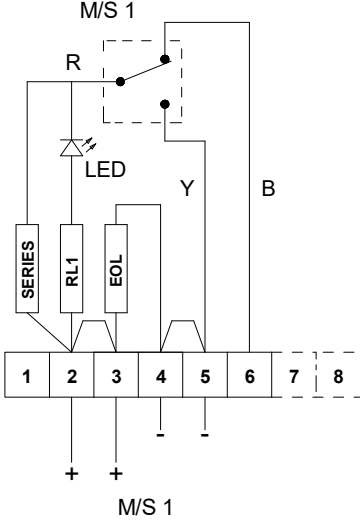 M/S 1
R
LED
Y B
SERIES RL1 EOL
1 2 3 4 5 6 7 8
- -
+ +
M/S 1